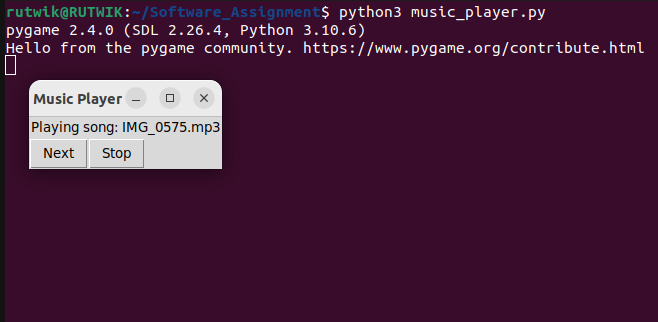 rutwik@RUTWIK:~/Software_Assignment$ python3 music_player.py
pygame 2.4.0 (SDL 2.26.4, Python 3.10.6)
Hello from the pygame community. https://www.pygame.org/contribute.html
Music Player
Playing song: IMG_0575.mp3
Next Stop